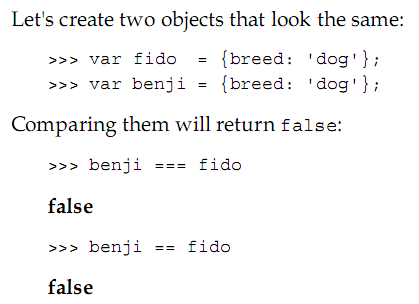 Let's create two objects that look the same:
>>> var fido  = {breed: 'dog'};
>>> var benji = {breed: 'dog'};
Comparing them will return false:
>>> benji === fido
false
>>> benji == fido
false